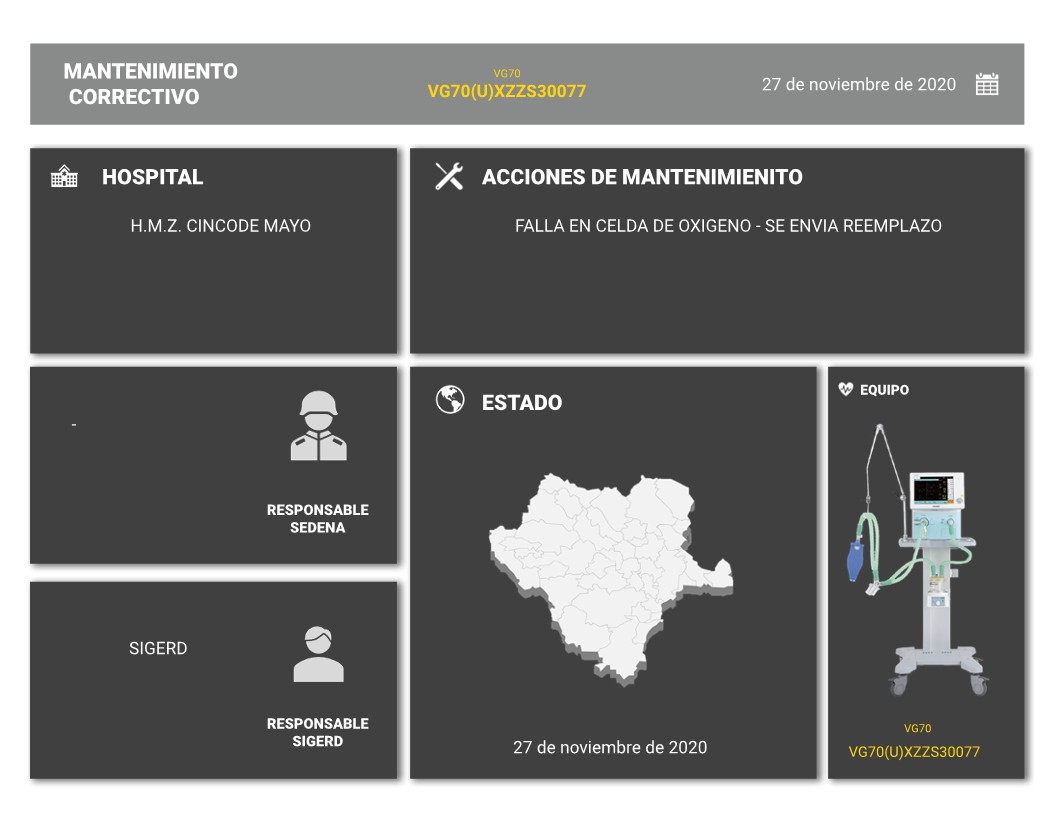 MANTENIMIENTO
CORRECTIVO
VG70
VG70(U)XZZS30077
27 de noviembre de 2020
HOSPITAL
H.M.Z. CINCODE MAYO
ACCIONES DE MANTENIMIENITO
FALLA EN CELDA DE OXIGENO - SE ENVIA REEMPLAZO
-
RESPONSABLE
SEDENA
SIGERD
RESPONSABLE
SIGERD
ESTADO
27 de noviembre de 2020
EQUIPO
VG70
VG70(U)XZZS30077